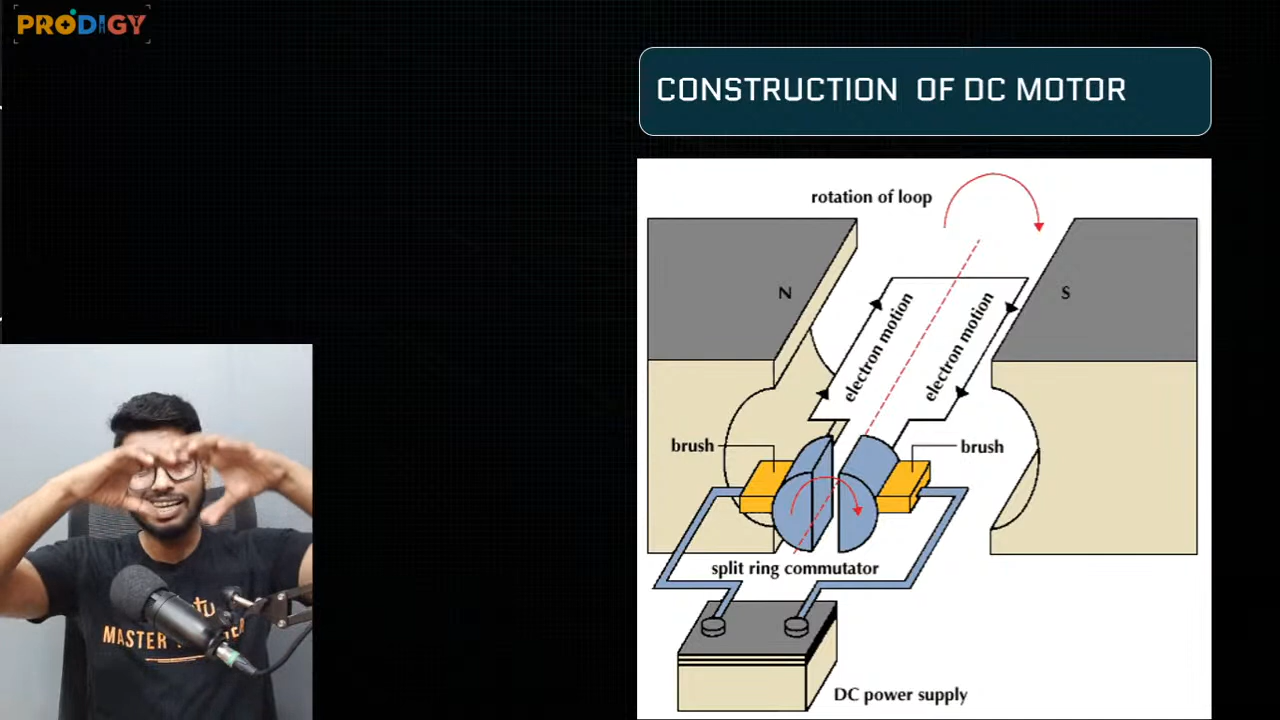 PRODIGY
CONSTRUCTION OF DC MOTOR
rotation of loop
N
S
electron motion
electron motion
brush
brush
split ring commutator
DC power supply
MASTER